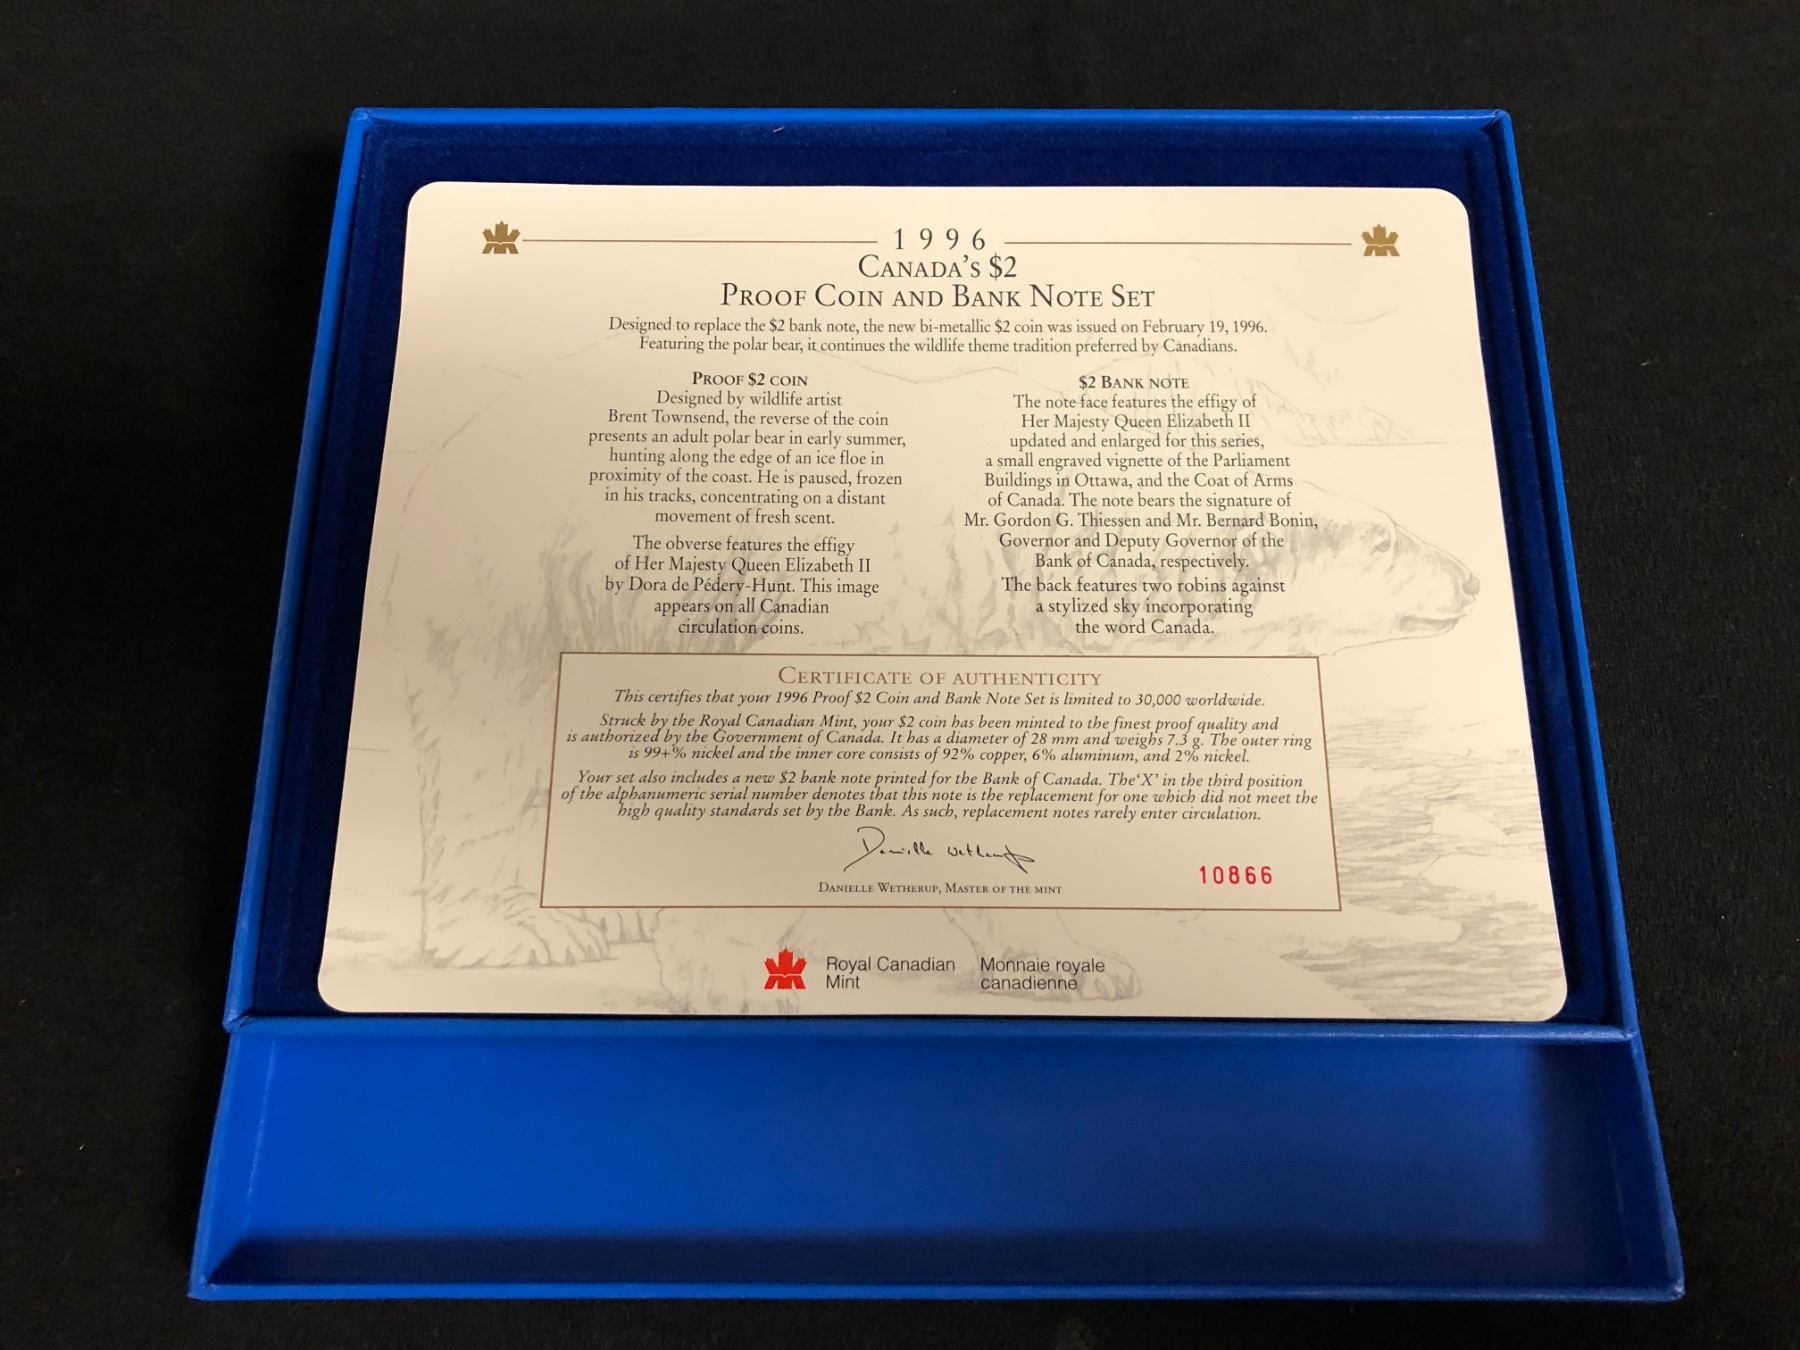 1996
CANADA'S $2
PROOF COIN AND BANK NOTE SET
Designed to replace the $2 bank note, the new bi-metallic $2 coin was issued on February 19, 1996.
Featuring the polar bear, it continues the wildlife theme tradition preferred by Canadians.
PROOF $2 COIN
Designed by wildlife artist
Brent Townsend, the reverse of the coin
presents an adult polar bear in early summer,
hunting along the edge of an ice floe in
proximity of the coast. He is paused, frozen
in his tracks, concentrating on a distant
movement of fresh scent.
The obverse features the effigy
of Her Majesty Queen Elizabeth II
by Dora de Pédery-Hunt. This image
appears on all Canadian
circulation coins.
$2 BANK NOTE
The note face features the effigy of
Her Majesty Queen Elizabeth II
updated and enlarged for this series,
a small engraved vignette of the Parliament
Buildings in Ottawa, and the Coat of Arms
of Canada. The note bears the signature of
Mr. Gordon G. Thiessen and Mr. Bernard Bonin,
Governor and Deputy Governor of the
Bank of Canada, respectively.
The back features two robins against
a stylized sky incorporating
the word Canada.
CERTIFICATE OF AUTHENTICITY
This certifies that your 1996 Proof $2 Coin and Bank Note Set is limited to 30,000 worldwide.
Struck by the Royal Canadian Mint, your $2 coin has been minted to the finest proof quality and
is authorized by the Government of Canada. It has a diameter of 28 mm and weighs 7.3 g. The outer ring
is 99+% nickel and the inner core consists of 92% copper, 6% aluminum, and 2% nickel.
Your set also includes a new $2 bank note printed for the Bank of Canada. The 'X' in the third position
of the alphanumeric serial number denotes that this note is the replacement for one which did not meet the
high quality standards set by the Bank. As such, replacement notes rarely enter circulation.
Danielle Wetherup
DANIELLE WETHERUP, MASTER OF THE MINT
10866
Royal Canadian Mint
Monnaie royale canadienne